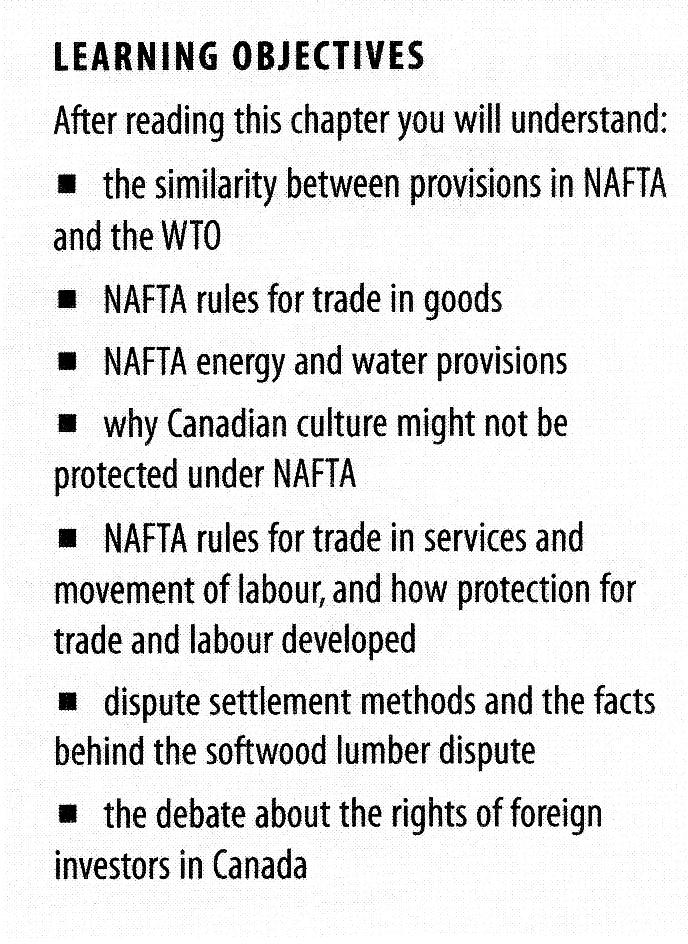 LEARNING OBJECTIVES
After reading this chapter you will understand:
■ the similarity between provisions in NAFTA
and the WTO
■ NAFTA rules for trade in goods
■ NAFTA energy and water provisions
■ why Canadian culture might not be
protected under NAFTA
■ NAFTA rules for trade in services and
movement of labour, and how protection for
trade and labour developed
■ dispute settlement methods and the facts
behind the softwood lumber dispute
■ the debate about the rights of foreign
investors in Canada